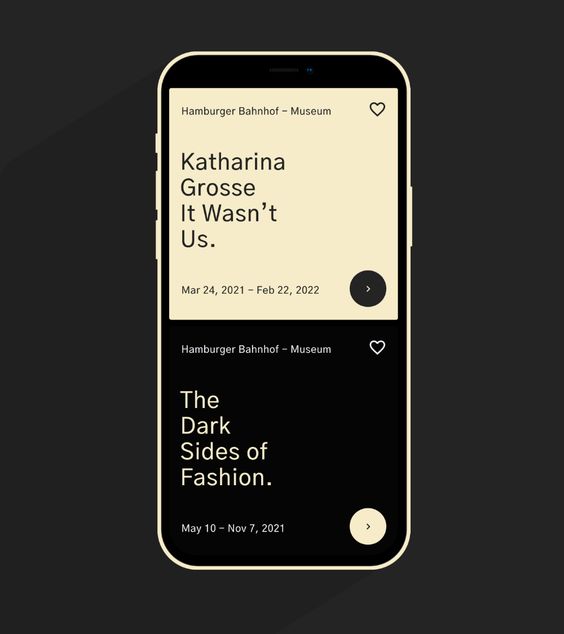 Hamburger Bahnhof – Museum
Katharina
Grosse
It Wasn’t
Us.
Mar 24, 2021 – Feb 22, 2022
Hamburger Bahnhof – Museum
The
Dark
Sides of
Fashion.
May 10 – Nov 7, 2021